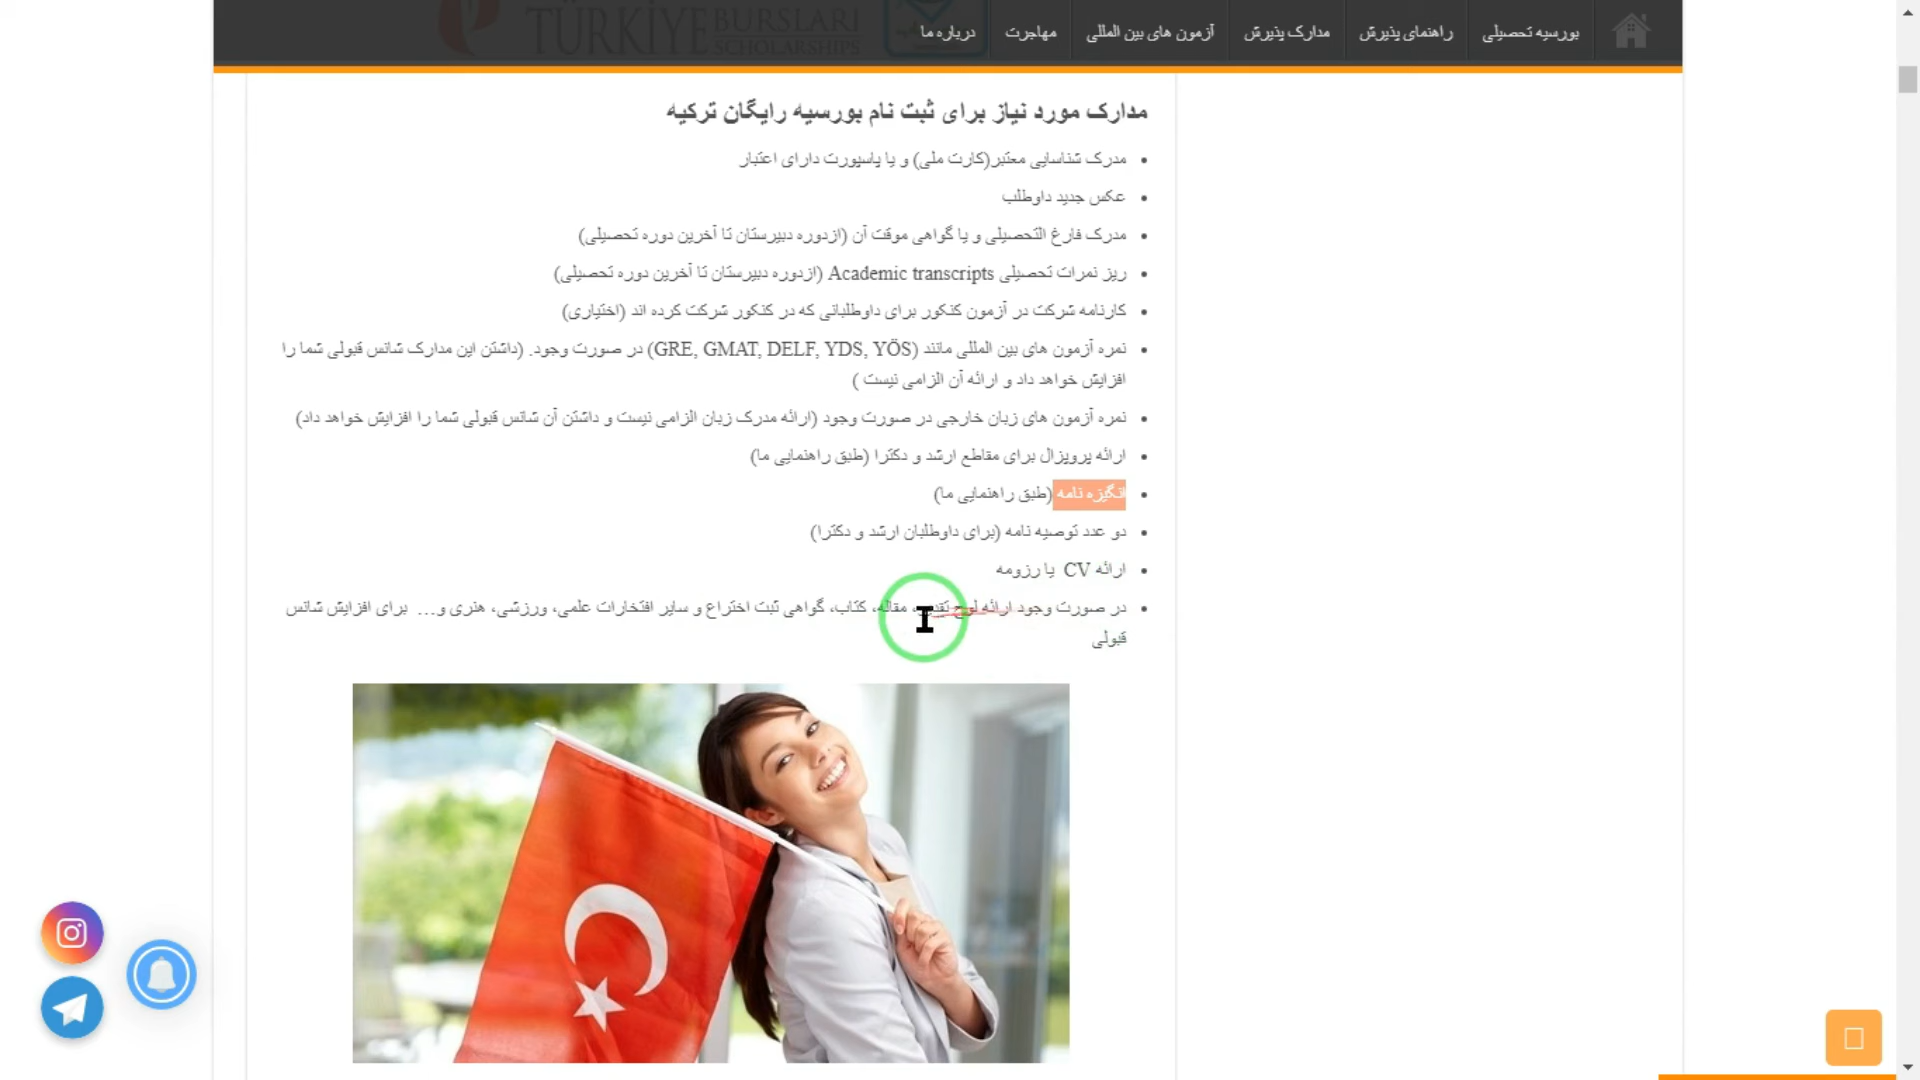 TÜRKİYE BURSLARI
SCHOLARSHIPS
بورسیه تحصیلی
راهنمای پذیرش
مدارک پذیرش
آزمون های بین المللی
مهاجرت
درباره ما
مدارک مورد نیاز برای ثبت نام بورسیه رایگان ترکیه
مدرک شناسایی معتبر(کارت ملی) و یا پاسپورت دارای اعتبار
عکس جدید داوطلب
مدرک فارغ التحصیلی و یا گواهی موقت آن (ازدوره دبیرستان تا آخرین دوره تحصیلی)
ریز نمرات تحصیلی Academic transcripts (ازدوره دبیرستان تا آخرین دوره تحصیلی)
کارنامه شرکت در آزمون کنکور برای داوطلبانی که در کنکور شرکت کرده اند (اختیاری)
نمره آزمون های بین المللی مانند (GRE, GMAT, DELF, YDS, YÖS) در صورت وجود. (داشتن این مدارک شانس قبولی شما را
افزایش خواهد داد و ارائه آن الزامی نیست )
نمره آزمون های زبان خارجی در صورت وجود (ارائه مدرک زبان الزامی نیست و داشتن آن شانس قبولی شما را افزایش خواهد داد)
ارائه پروپزال برای مقاطع ارشد و دکترا (طبق راهنمایی ما)
انگیزه نامه (طبق راهنمایی ما)
دو عدد توصیه نامه (برای داوطلبان ارشد و دکترا)
ارائه CV یا رزومه
در صورت وجود ارائه لوح تقدیر، مقاله، کتاب، گواهی ثبت اختراع و سایر افتخارات علمی، ورزشی، هنری و… برای افزایش شانس
قبولی